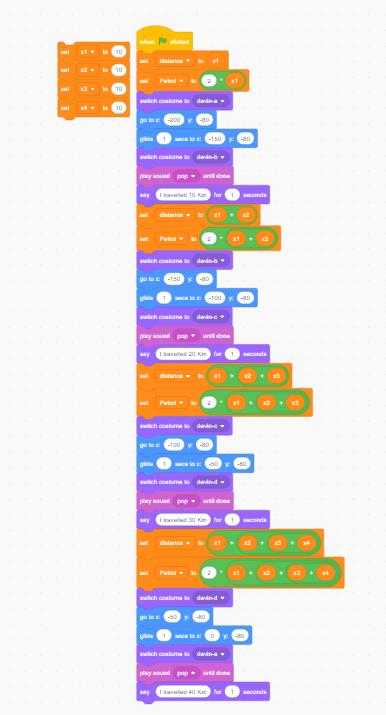 set x1 to 10
set x2 to 10
set x3 to 10
set x4 to 10
when clicked
set distance to x1
set Petrol to 2 * x1
switch costume to devin-a
go to x: -200 y: -80
glide 1 secs to x: -150 y: -80
switch costume to devin-b
play sound pop until done
say I travelled 10 Km for 1 seconds
set distance to x1 + x2
set Petrol to 2 * x1 + x2
switch costume to devin-b
go to x: -150 y: -80
glide 1 secs to x: -100 y: -80
switch costume to devin-c
play sound pop until done
say I travelled 20 Km for 1 seconds
set distance to x1 + x2 + x3
set Petrol to 2 * x1 + x2 + x3
switch costume to devin-c
go to x: -100 y: -80
glide 1 secs to x: -50 y: -80
switch costume to devin-d
play sound pop until done
say I travelled 30 Km for 1 seconds
set distance to x1 + x2 + x3 + x4
set Petrol to 2 * x1 + x2 + x3 + x4
switch costume to devin-d
go to x: -50 y: -80
glide 1 secs to x: 0 y: -80
switch costume to devin-a
play sound pop until done
say I travelled 40 Km for 1 seconds